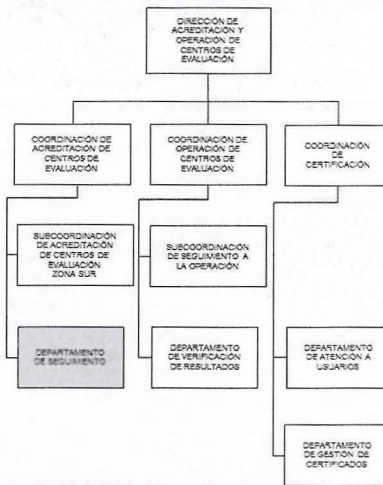 DIRECCIÓN DE
ACREDITACIÓN Y
OPERACIÓN DE
CENTROS DE
EVALUACIÓN
COORDINACIÓN DE
ACREDITACIÓN DE
CENTROS DE
EVALUACIÓN
COORDINACIÓN DE
OPERACIÓN DE
CENTROS DE
EVALUACIÓN
COORDINACIÓN
DE
CERTIFICACIÓN
SUBCOORDINACIÓN
DE ACREDITACIÓN
DE CENTROS DE
EVALUACIÓN
ZONA SUR
SUBCOORDINACIÓN
DE SEGUIMIENTO A
LA OPERACIÓN
DEPARTAMENTO
DE SEGUIMIENTO
DEPARTAMENTO
DE VERIFICACIÓN
DE RESULTADOS
DEPARTAMENTO
DE ATENCIÓN A
USUARIOS
DEPARTAMENTO
DE GESTIÓN DE
CERTIFICADOS